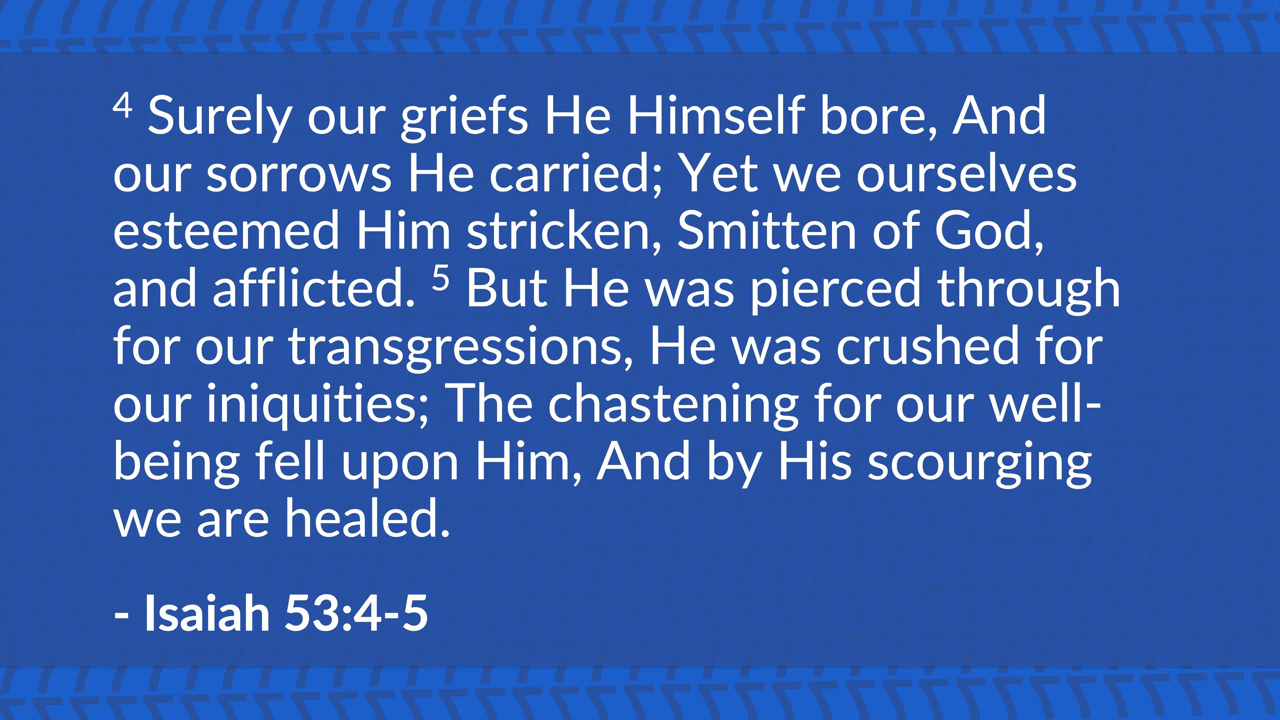 4 Surely our griefs He Himself bore, And
our sorrows He carried; Yet we ourselves
esteemed Him stricken, Smitten of God,
and afflicted. 5 But He was pierced through
for our transgressions, He was crushed for
our iniquities; The chastening for our well-
being fell upon Him, And by His scourging
we are healed.
- Isaiah 53:4-5